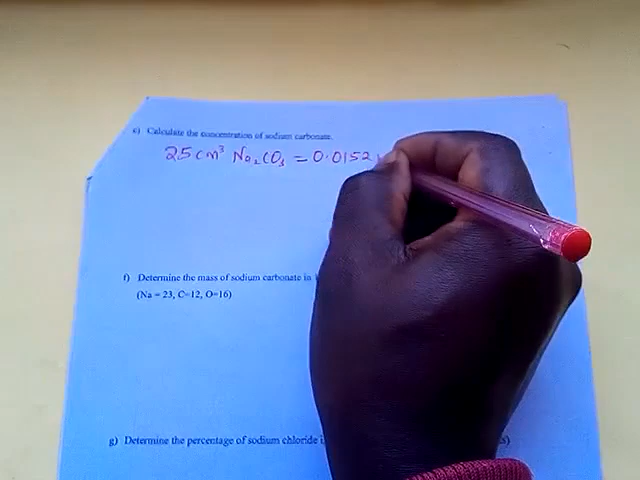 e) Calculate the concentration of sodium carbonate.
25cm³ Na₂CO₃ = 0.0152
f) Determine the mass of sodium carbonate in
(Na = 23, C=12, O=16)
g) Determine the percentage of sodium chloride